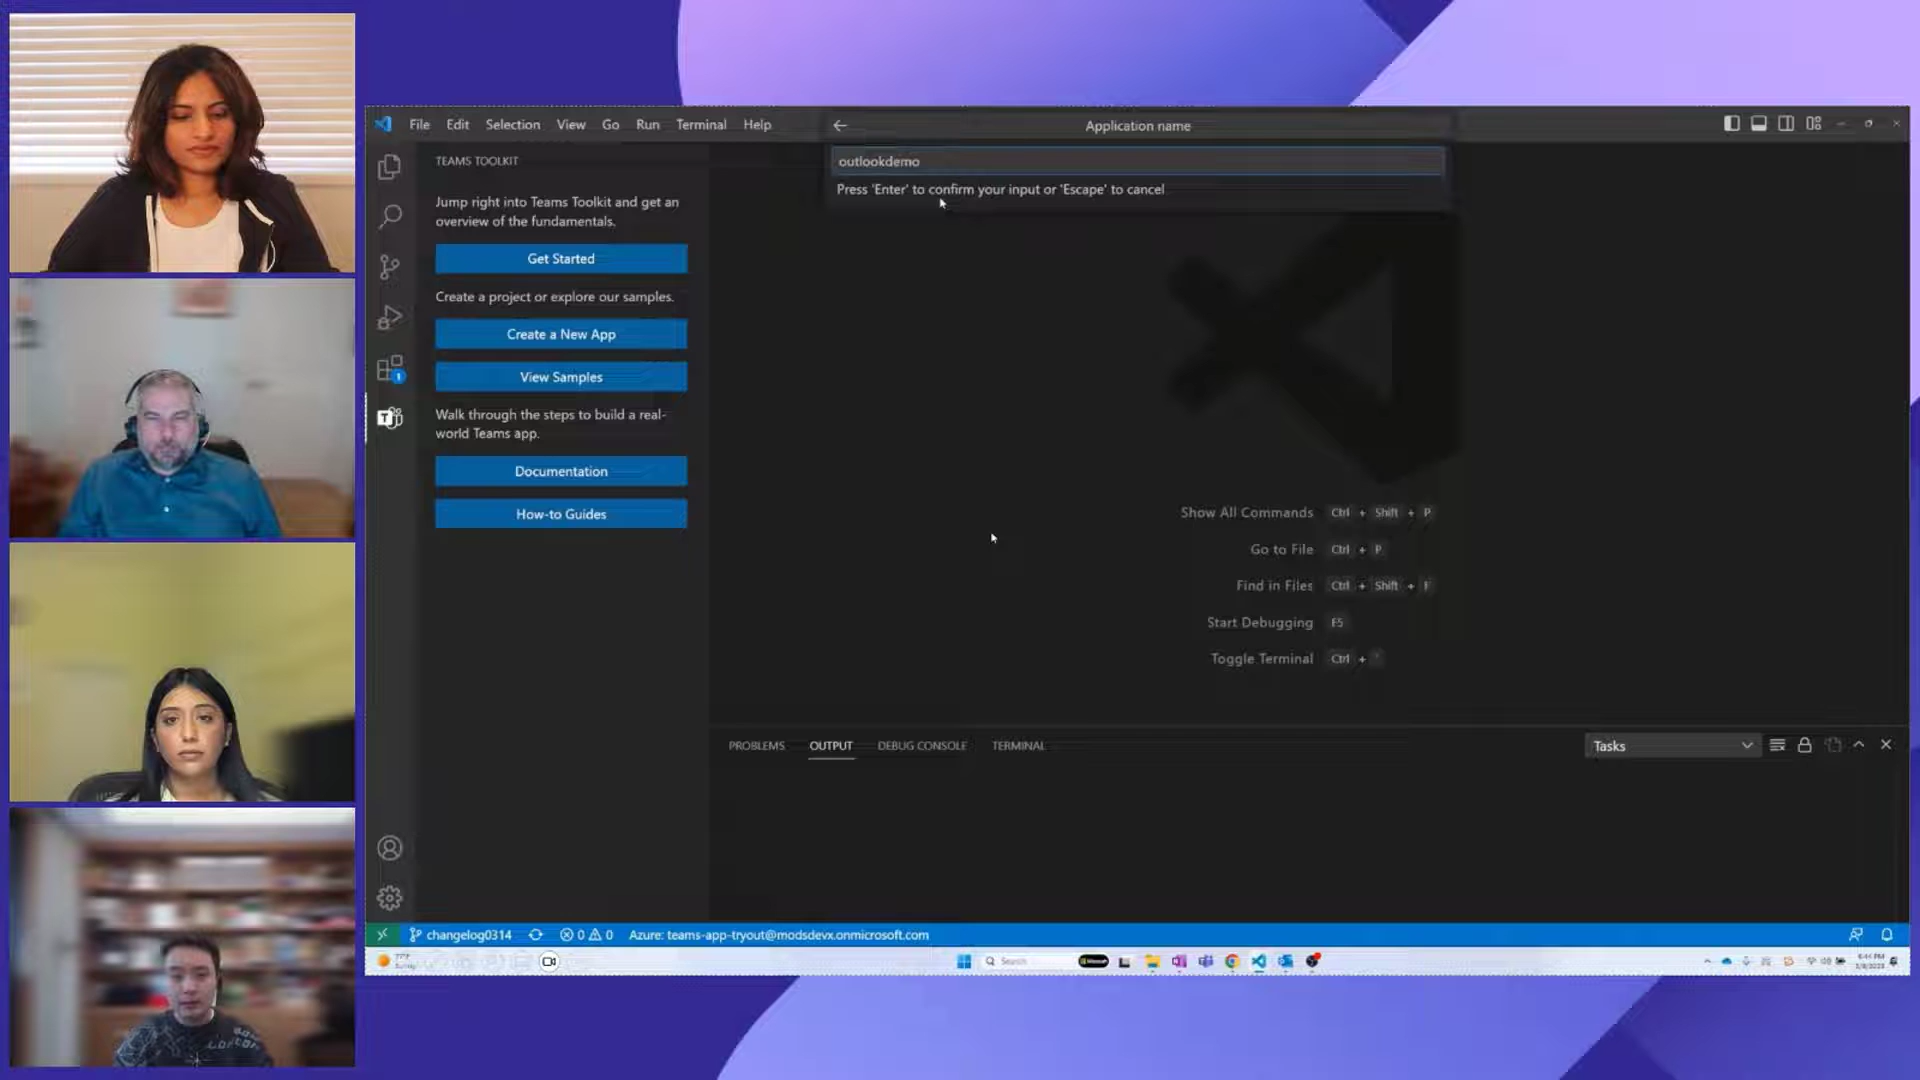 File Edit Selection View Go Run Terminal Help
Application name
outlookdemo
Press 'Enter' to confirm your input or 'Escape' to cancel
TEAMS TOOLKIT
Jump right into Teams Toolkit and get an
overview of the fundamentals.
Get Started
Create a project or explore our samples.
Create a New App
View Samples
Walk through the steps to build a real-
world Teams app.
Documentation
How-to Guides
1
Show All Commands Ctrl + Shift + P
Go to File Ctrl + P
Find in Files Ctrl + Shift + F
Start Debugging F5
Toggle Terminal Ctrl + `
PROBLEMS OUTPUT DEBUG CONSOLE TERMINAL
Tasks
changelog0314 0 0 Azure: teams-app-tryout@modsdevx.onmicrosoft.com
Search